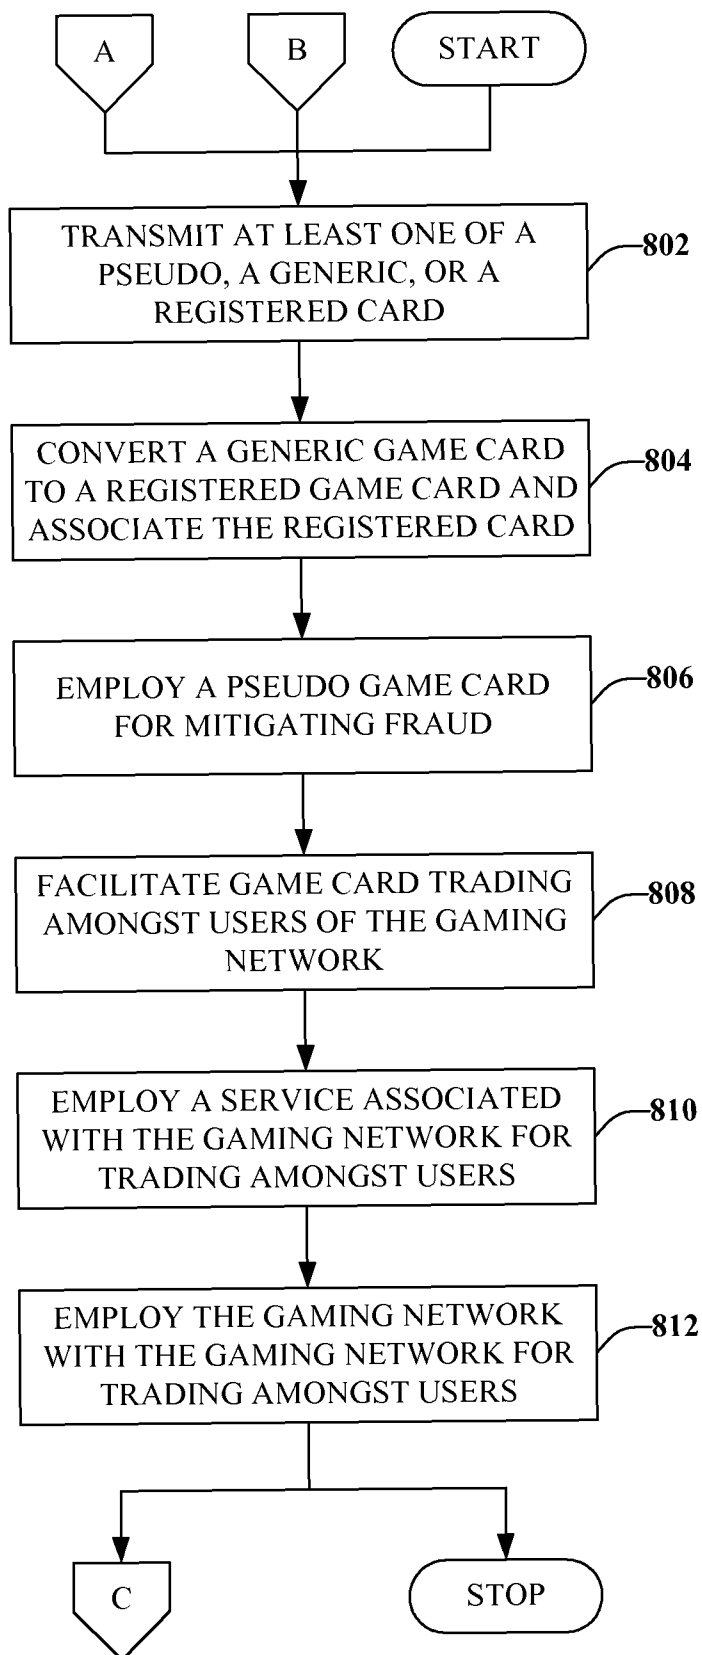 A
B
START
TRANSMIT AT LEAST ONE OF A
PSEUDO, A GENERIC, OR A
REGISTERED CARD
802
CONVERT A GENERIC GAME CARD
TO A REGISTERED GAME CARD AND
ASSOCIATE THE REGISTERED CARD
804
EMPLOY A PSEUDO GAME CARD
FOR MITIGATING FRAUD
806
FACILITATE GAME CARD TRADING
AMONGST USERS OF THE GAMING
NETWORK
808
EMPLOY A SERVICE ASSOCIATED
WITH THE GAMING NETWORK FOR
TRADING AMONGST USERS
810
EMPLOY THE GAMING NETWORK
WITH THE GAMING NETWORK FOR
TRADING AMONGST USERS
812
C
STOP